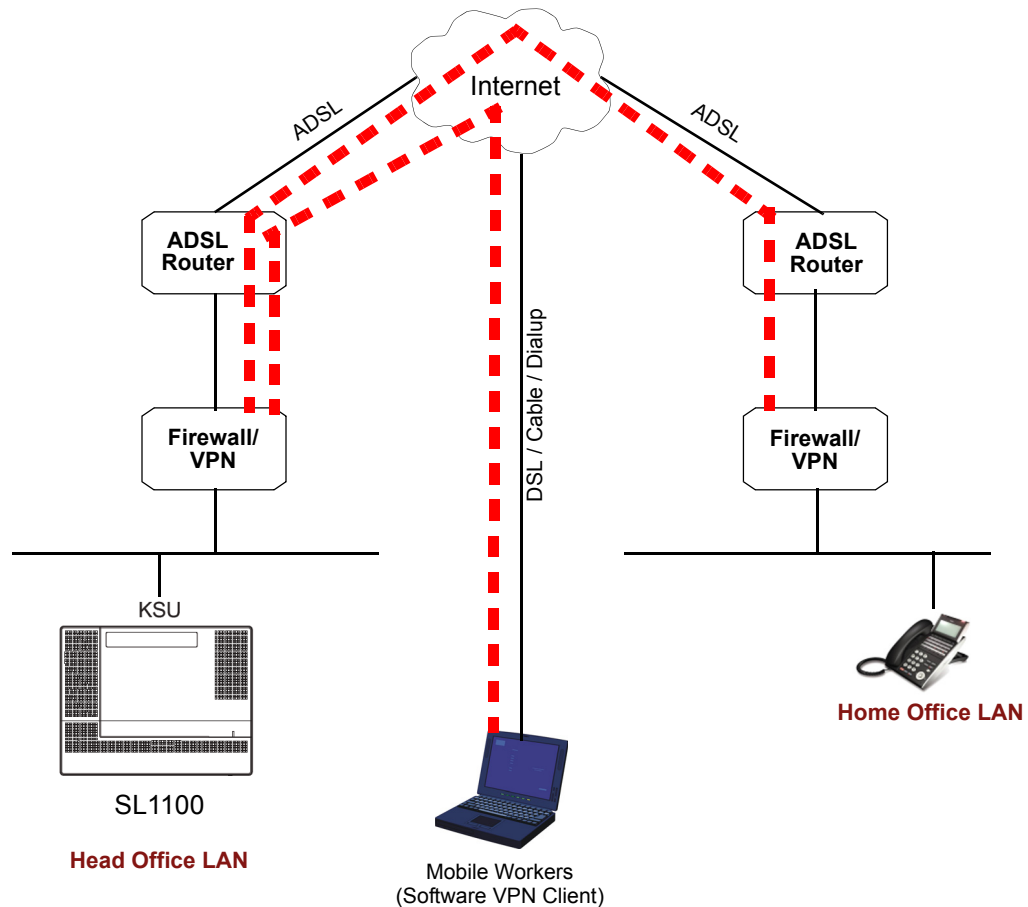 Internet
ADSL
ADSL
ADSL
Router
ADSL
Router
DSL / Cable / Dialup
Firewall/
VPN
Firewall/
VPN
KSU
SL1100
Head Office LAN
Home Office LAN
Mobile Workers
(Software VPN Client)